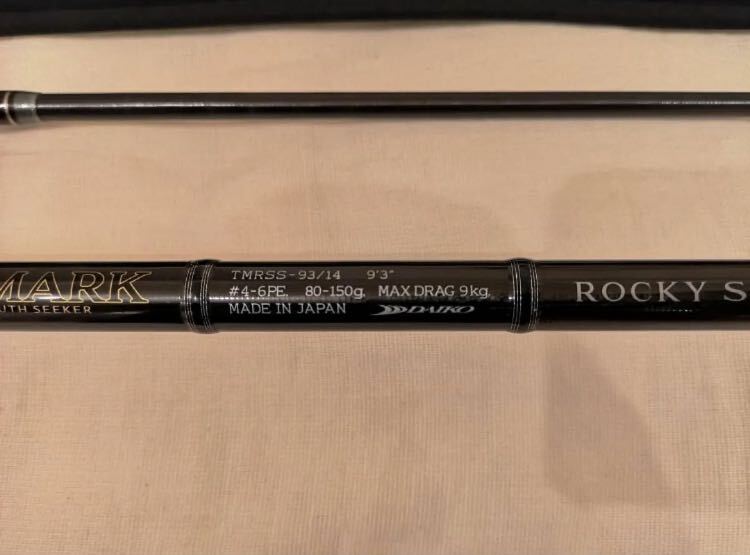 MARK
UTH SEEKER
TMRSS-93/14 9'3"
#4-6PE. 80-150g. MAX DRAG 9kg.
MADE IN JAPAN DAIKO
ROCKY S